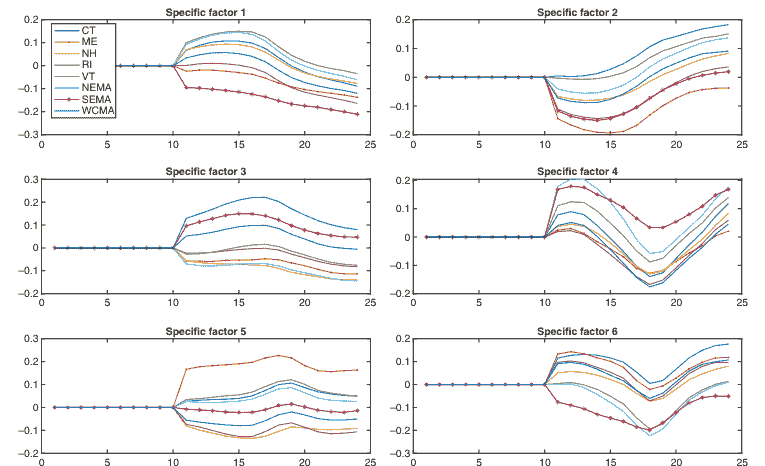 Specific factor 1
0.2
0.1
0
−0.1
−0.2
−0.3
0 5 10 15 20 25
CT
ME
NH
RI
VT
NEMA
SEMA
WCMA
Specific factor 2
0.2
0.1
0
−0.1
−0.2
0 5 10 15 20 25
Specific factor 3
0.3
0.2
0.1
0
−0.1
−0.2
0 5 10 15 20 25
Specific factor 4
0.2
0.1
0
−0.1
−0.2
0 5 10 15 20 25
Specific factor 5
0.3
0.2
0.1
0
−0.1
−0.2
0 5 10 15 20 25
Specific factor 6
0.2
0.1
0
−0.1
−0.2
−0.3
0 5 10 15 20 25